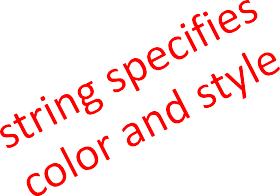 string specifies
color and style